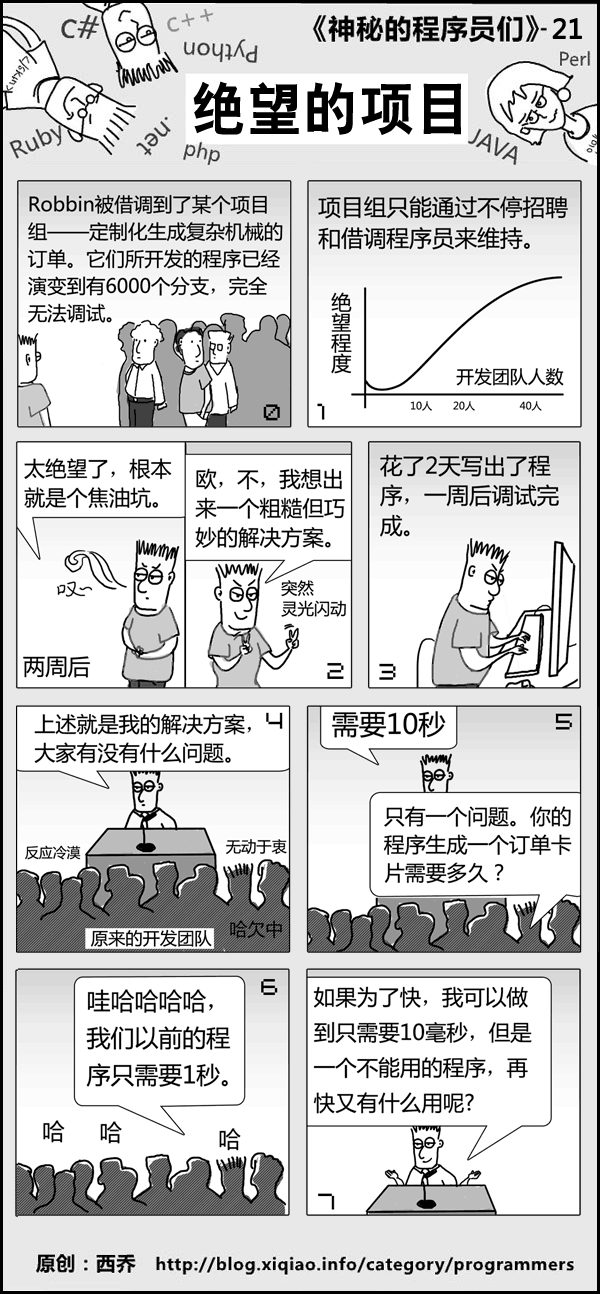 《神秘的程序员们》- 21
C#
C++
Python
Perl
Ruby
.net
php
JAVA
绝望的项目
Robbin被借调到了某个项目
组——定制化生成复杂机械的
订单。它们所开发的程序已经
演变到有6000个分支，完全
无法调试。
0
项目组只能通过不停招聘
和借调程序员来维持。
绝望程度
开发团队人数
10人
20人
40人
1
太绝望了，根本
就是个焦油坑。
哎~
两周后
欧，不，我想出
来一个粗糙但巧
妙的解决方案。
突然
灵光闪动
2
花了2天写出了程
序，一周后调试完
成。
3
上述就是我的解决方案，
大家有没有什么问题。
4
反应冷漠
无动于衷
哈欠中
原来的开发团队
需要10秒
5
只有一个问题。你的
程序生成一个订单卡
片需要多久？
6
哇哈哈哈哈，
我们以前的程
序只需要1秒。
哈
哈
哈
如果为了快，我可以做
到只需要10毫秒，但是
一个不能用的程序，再
快又有什么用呢?
7
原创：西乔 http://blog.xiqiao.info/category/programmers